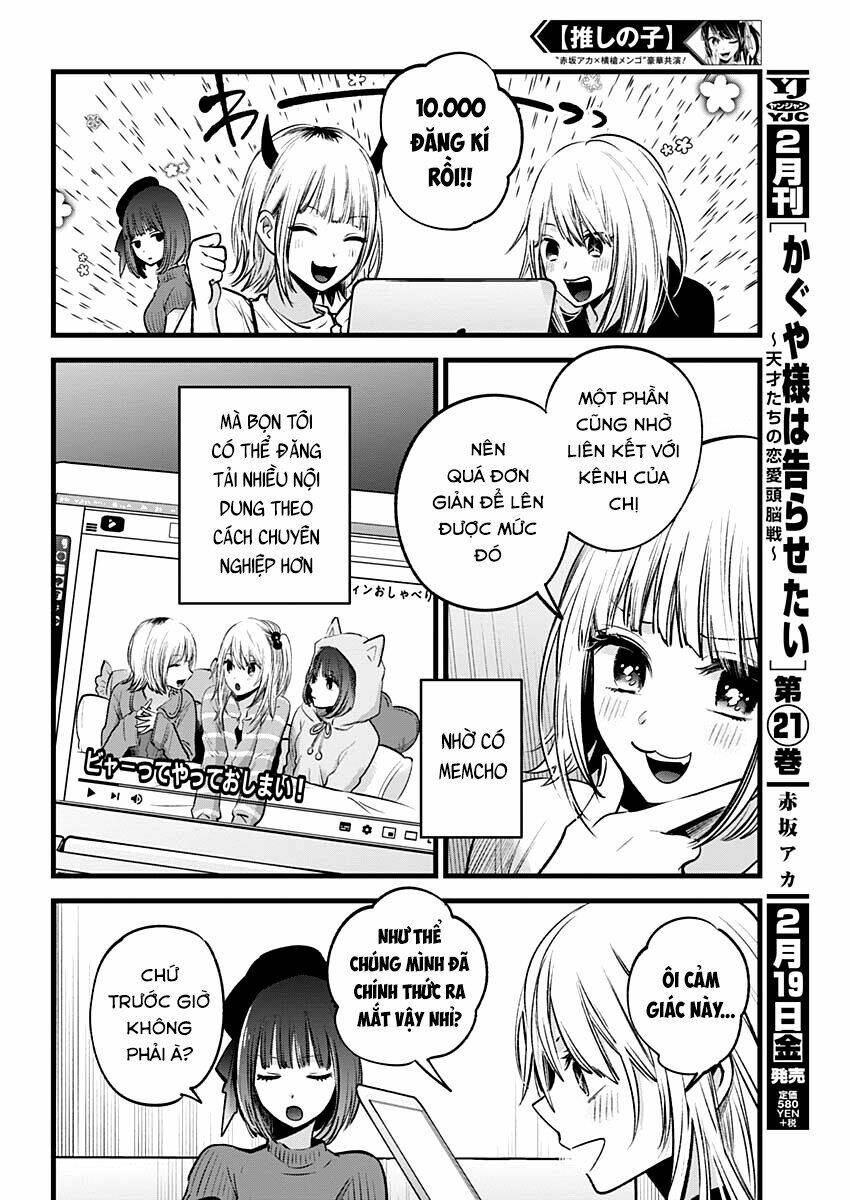 【推しの子】
“赤坂アカ×横槍メンゴ”豪華共演!
10.000
ĐĂNG KÍ
RỒI!!
MỘT PHẦN
CŨNG NHỜ
LIÊN KẾT VỚI
KÊNH CỦA
CHỊ
NÊN
QUÁ ĐƠN
GIẢN ĐỂ LÊN
ĐƯỢC MỨC
ĐÓ
NHỜ CÓ
MEMCHO
MÀ BỌN TÔI
CÓ THỂ ĐĂNG
TẢI NHIỀU NỘI
DUNG THEO
CÁCH CHUYÊN
NGHIỆP HƠN
インおしゃべり
ビャーってやっておしまい!
ÔI CẢM
GIÁC NÀY...
NHƯ THỂ
CHÚNG MÌNH ĐÃ
CHÍNH THỨC RA
MẮT VẬY NHỈ?
CHỨ
TRƯỚC GIỜ
KHÔNG
PHẢI À?
YJ
ヤンジャン
YJC
2月刊
[かぐや様は告らせたい]
~天才たちの恋愛頭脳戦~
第21巻
赤坂アカ
2月19日金
発売
定価
580
YEN
+税